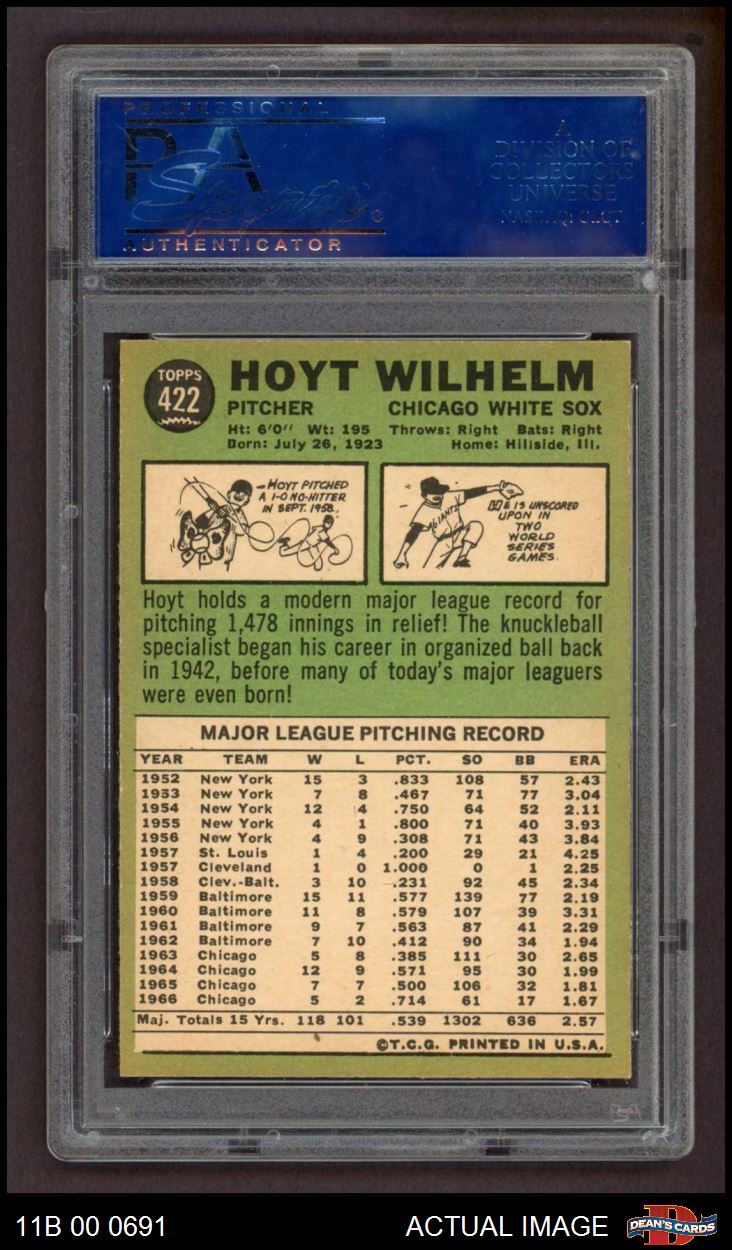 PROFESSIONAL
PSA
Sports
AUTHENTICATOR
A
DIVISION OF
COLLECTORS
UNIVERSE
NASDAQ: CLCT
TOPPS
422
HOYT WILHELM
PITCHER CHICAGO WHITE SOX
Ht: 6'0" Wt: 195 Throws: Right Bats: Right
Born: July 26, 1923 Home: Hillside, Ill.
-HOYT PITCHED
A 1-0 NO-HITTER
IN SEPT. 1958.
GIANTS
HE IS UNSCORED
UPON IN
TWO
WORLD
SERIES
GAMES.
Hoyt holds a modern major league record for
pitching 1,478 innings in relief! The knuckleball
specialist began his career in organized ball back
in 1942, before many of today's major leaguers
were even born!
MAJOR LEAGUE PITCHING RECORD
YEAR TEAM W L PCT. SO BB ERA
1952 New York 15 3 .833 108 57 2.43
1953 New York 7 8 .467 71 77 3.04
1954 New York 12 4 .750 64 52 2.11
1955 New York 4 1 .800 71 40 3.93
1956 New York 4 9 .308 71 43 3.84
1957 St. Louis 1 4 .200 29 21 4.25
1957 Cleveland 1 0 1.000 0 1 2.25
1958 Clev.-Balt. 3 10 .231 92 45 2.34
1959 Baltimore 15 11 .577 139 77 2.19
1960 Baltimore 11 8 .579 107 39 3.31
1961 Baltimore 9 7 .563 87 41 2.29
1962 Baltimore 7 10 .412 90 34 1.94
1963 Chicago 5 8 .385 111 30 2.65
1964 Chicago 12 9 .571 95 30 1.99
1965 Chicago 7 7 .500 106 32 1.81
1966 Chicago 5 2 .714 61 17 1.67
Maj. Totals 15 Yrs. 118 101 .539 1302 636 2.57
©T.C.G. PRINTED IN U.S.A.
PSA
11B 00 0691 ACTUAL IMAGE DEAN'S CARDS